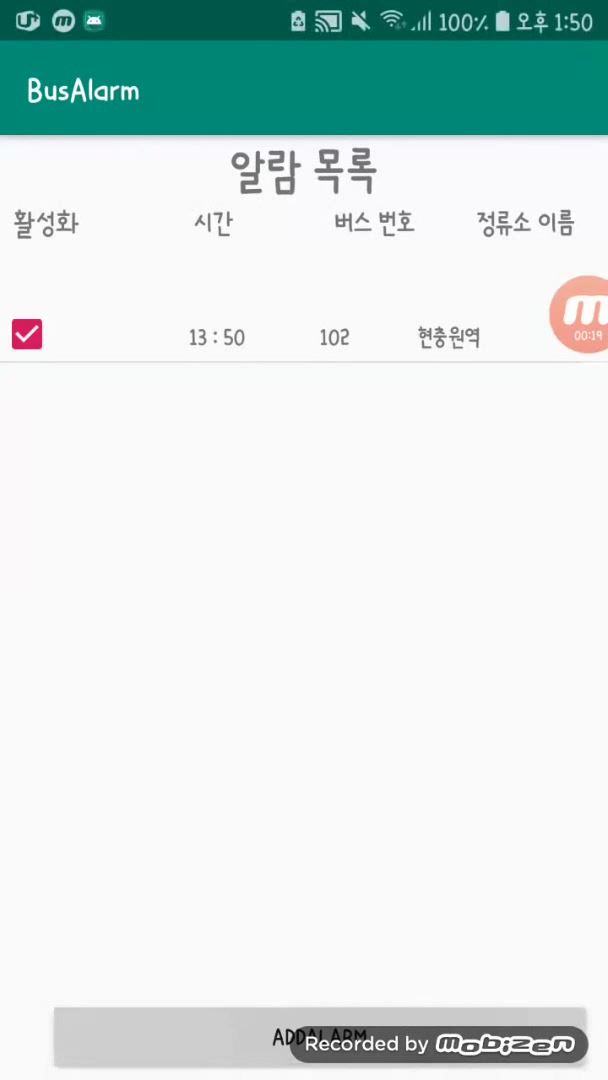 100% 오후 1:50
BusAlarm
알람 목록
활성화 시간 버스 번호 정류소 이름
00:19
13 : 50 102 현충원역
ADDALARM
Recorded by mobizen